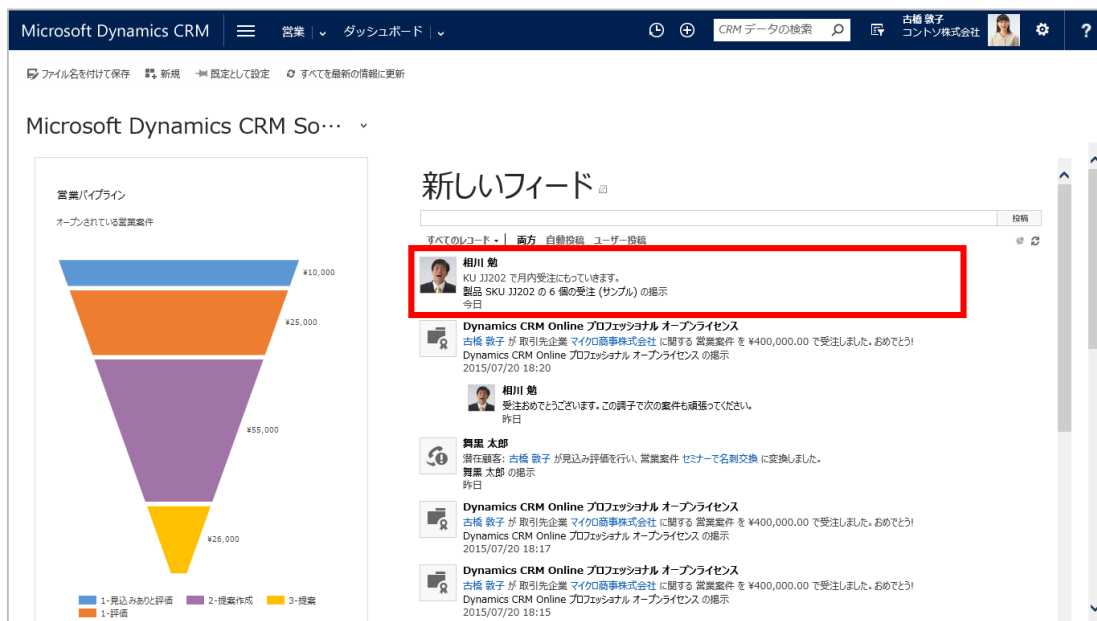 Microsoft Dynamics CRM
営業
ダッシュボード
CRM データの検索
古橋 敦子
コントソ株式会社
?
ファイル名を付けて保存
新規
既定として設定
すべてを最新の情報に更新
Microsoft Dynamics CRM So…
営業パイプライン
オープンされている営業案件
¥10,000
¥25,000
¥55,000
¥26,000
1-見込みありと評価
2-提案作成
3-提案
1-評価
新しいフィード
投稿
すべてのレコード
両方
自動投稿
ユーザー投稿
相川 勉
KU JJ202 で月内受注にもっていきます。
製品 SKU JJ202 の 6 個の受注 (サンプル) の掲示
今日
Dynamics CRM Online プロフェッショナル オープンライセンス
古橋 敦子 が 取引先企業 マイクロ商事株式会社 に関する 営業案件 を ¥400,000.00 で受注しました。おめでとう!
Dynamics CRM Online プロフェッショナル オープンライセンス の掲示
2015/07/20 18:20
相川 勉
受注おめでとうございます。この調子で次の案件も頑張ってください。
昨日
舞黒 太郎
潜在顧客: 古橋 敦子 が見込み評価を行い、営業案件 セミナーで名刺交換 に変換しました。
舞黒 太郎 の掲示
昨日
Dynamics CRM Online プロフェッショナル オープンライセンス
古橋 敦子 が 取引先企業 マイクロ商事株式会社 に関する 営業案件 を ¥400,000.00 で受注しました。おめでとう!
Dynamics CRM Online プロフェッショナル オープンライセンス の掲示
2015/07/20 18:17
Dynamics CRM Online プロフェッショナル オープンライセンス
古橋 敦子 が 取引先企業 マイクロ商事株式会社 に関する 営業案件 を ¥400,000.00 で受注しました。おめでとう!
Dynamics CRM Online プロフェッショナル オープンライセンス の掲示
2015/07/20 18:15